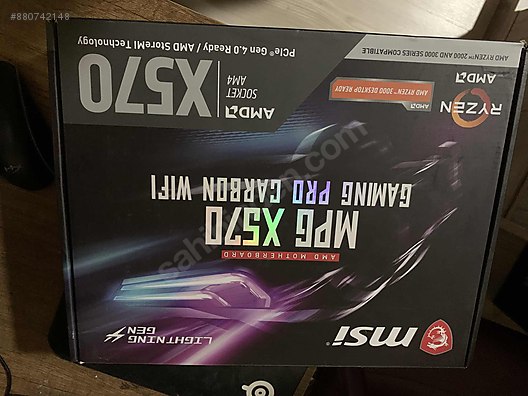 #880742148
msi
LIGHTNING
GEN
AMD MOTHERBOARD
MPG X570
GAMING PRO CARBON WIFI
RYZEN
AMD
AMD RYZEN™ 3000 DESKTOP READY
AMD
AMD RYZEN™ 2000 AND 3000 SERIES COMPATIBLE
AMD
SOCKET
AM4
X570
PCIe® Gen 4.0 Ready / AMD StoreMI Technology